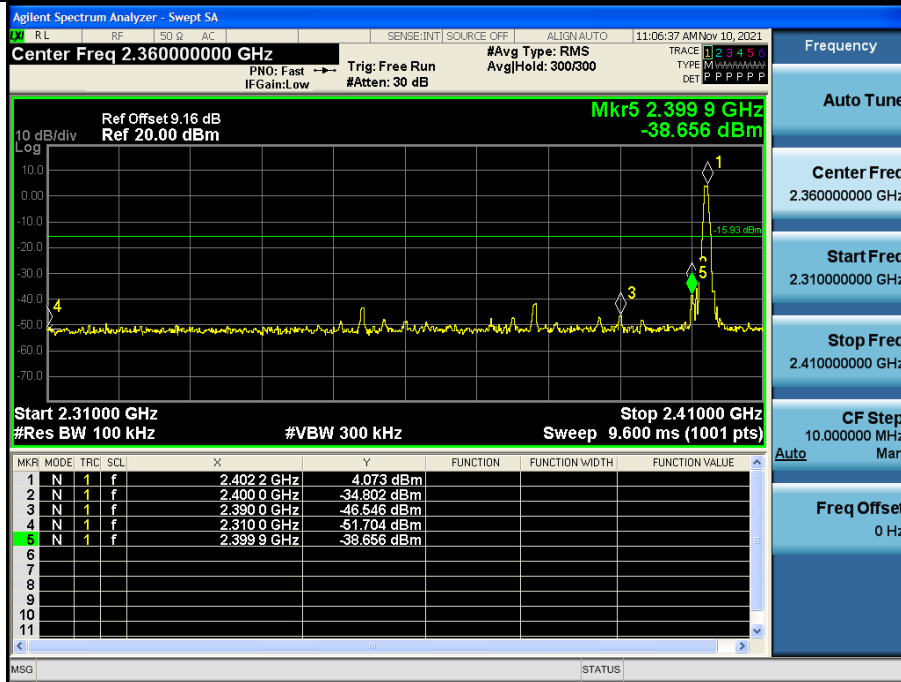 Agilent Spectrum Analyzer - Swept SA
LXI RL RF 50 Ω AC SENSE:INT SOURCE OFF ALIGN AUTO 11:06:37 AM Nov 10, 2021
Center Freq 2.360000000 GHz
PNO: Fast
IFGain:Low
Trig: Free Run
#Atten: 30 dB
#Avg Type: RMS
Avg|Hold: 300/300
TRACE 1 2 3 4 5 6
TYPE M W W W W W
DET P P P P P P
Frequency
Auto Tune
Center Freq
2.360000000 GHz
Start Freq
2.310000000 GHz
Stop Freq
2.410000000 GHz
CF Step
10.000000 MHz
Auto Man
Freq Offset
0 Hz
Mkr5 2.399 9 GHz
-38.656 dBm
Ref Offset 9.16 dB
10 dB/div Ref 20.00 dBm
Log
10.0
0.00
-10.0
-20.0
-30.0
-40.0
-50.0
-60.0
-70.0
1
-15.93 dBm
5
3
4
Start 2.31000 GHz Stop 2.41000 GHz
#Res BW 100 kHz #VBW 300 kHz Sweep 9.600 ms (1001 pts)
MKR MODE TRC SCL X Y FUNCTION FUNCTION WIDTH FUNCTION VALUE
1 N 1 f 2.402 2 GHz 4.073 dBm
2 N 1 f 2.400 0 GHz -34.802 dBm
3 N 1 f 2.390 0 GHz -46.546 dBm
4 N 1 f 2.310 0 GHz -51.704 dBm
5 N 1 f 2.399 9 GHz -38.656 dBm
6
7
8
9
10
11
MSG STATUS